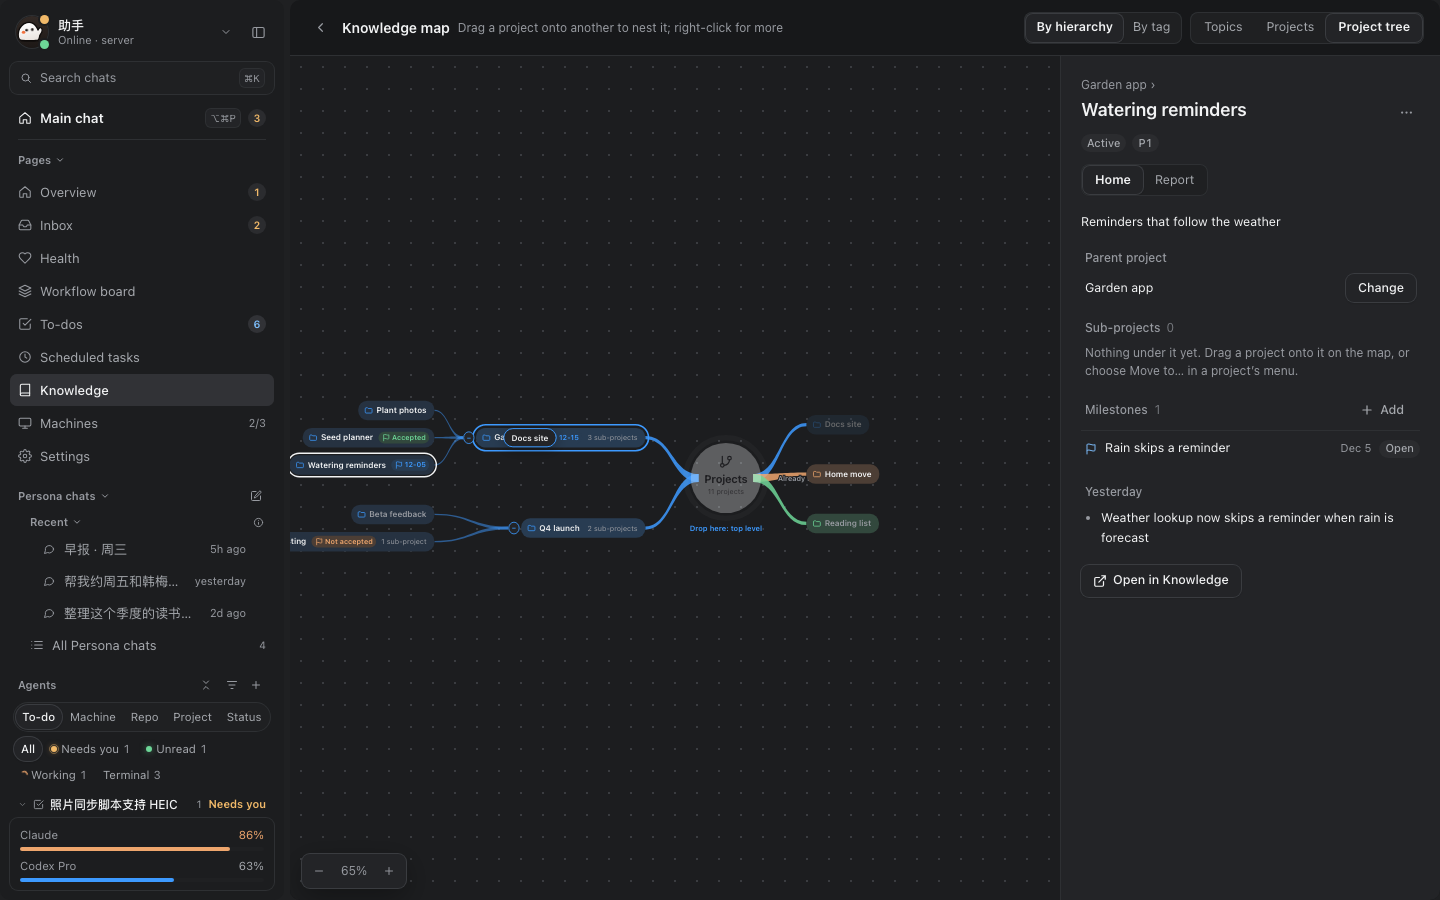 助手
Online · server
Search chats
⌘K
Main chat
⌥⌘P
3
Pages
Overview
1
Inbox
2
Health
Workflow board
To-dos
6
Scheduled tasks
Knowledge
Machines
2/3
Settings
Persona chats
Recent
早报 · 周三
5h ago
帮我约周五和韩梅...
yesterday
整理这个季度的读书...
2d ago
All Persona chats
4
Agents
To-do
Machine
Repo
Project
Status
All
Needs you 1
Unread 1
Working 1
Terminal 3
照片同步脚本支持 HEIC
1
Needs you
Claude
86%
Codex Pro
63%
Knowledge map
Drag a project onto another to nest it; right-click for more
By hierarchy
By tag
Topics
Projects
Project tree
Plant photos
Seed planner
Accepted
Watering reminders
12-05
Ga
Docs site
12-15
3 sub-projects
Beta feedback
ting
Not accepted
1 sub-project
Q4 launch
2 sub-projects
Projects
11 projects
Drop here: top level
Docs site
Already
Home move
Reading list
65%
Garden app ›
Watering reminders
Active
P1
Home
Report
Reminders that follow the weather
Parent project
Garden app
Change
Sub-projects 0
Nothing under it yet. Drag a project onto it on the map, or
choose Move to... in a project's menu.
Milestones 1
Add
Rain skips a reminder
Dec 5
Open
Yesterday
Weather lookup now skips a reminder when rain is
forecast
Open in Knowledge